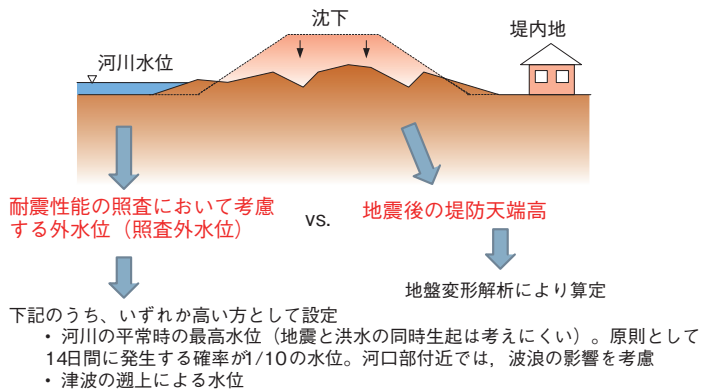 沈下
堤内地
河川水位
耐震性能の照査において考慮
する外水位（照査外水位）
vs.
地震後の堤防天端高
地盤変形解析により算定
下記のうち、いずれか高い方として設定
・河川の平常時の最高水位（地震と洪水の同時生起は考えにくい）。原則として
14日間に発生する確率が1/10の水位。河口部付近では，波浪の影響を考慮
・津波の遡上による水位